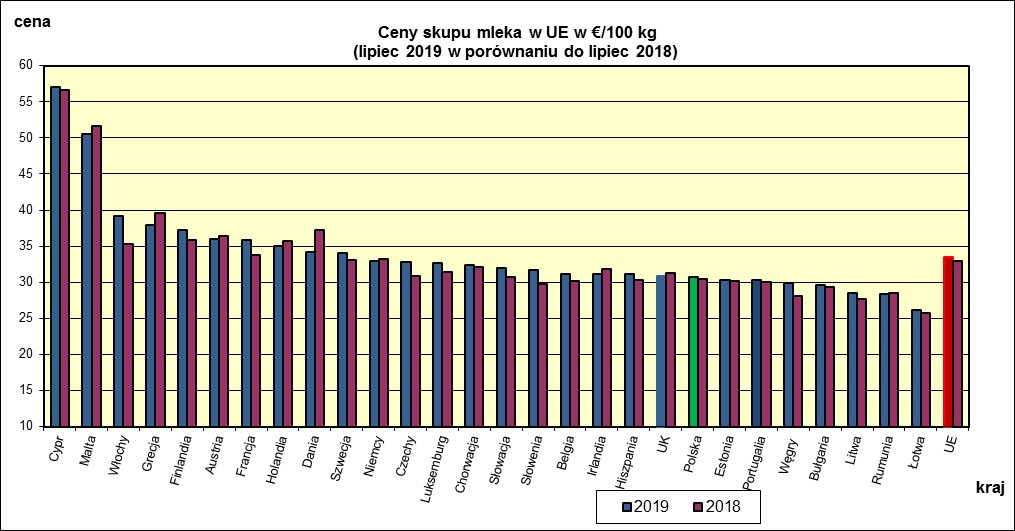 cena
Ceny skupu mleka w UE w €/100 kg
(lipiec 2019 w porównaniu do lipiec 2018)
60
55
50
45
40
35
30
25
20
15
10
Cypr
Malta
Włochy
Grecja
Finlandia
Austria
Francja
Holandia
Dania
Szwecja
Niemcy
Czechy
Luksemburg
Chorwacja
Słowacja
Słowenia
Belgia
Irlandia
Hiszpania
UK
Polska
Estonia
Portugalia
Węgry
Bułgaria
Litwa
Rumunia
Łotwa
UE
kraj
2019
2018